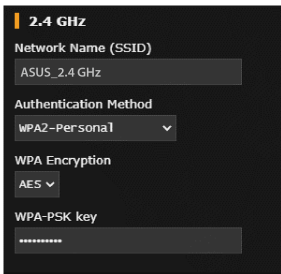 2.4 GHz
Network Name (SSID)
ASUS_2.4 GHz
Authentication Method
WPA2-Personal
WPA Encryption
AES
WPA-PSK key
••••••••••